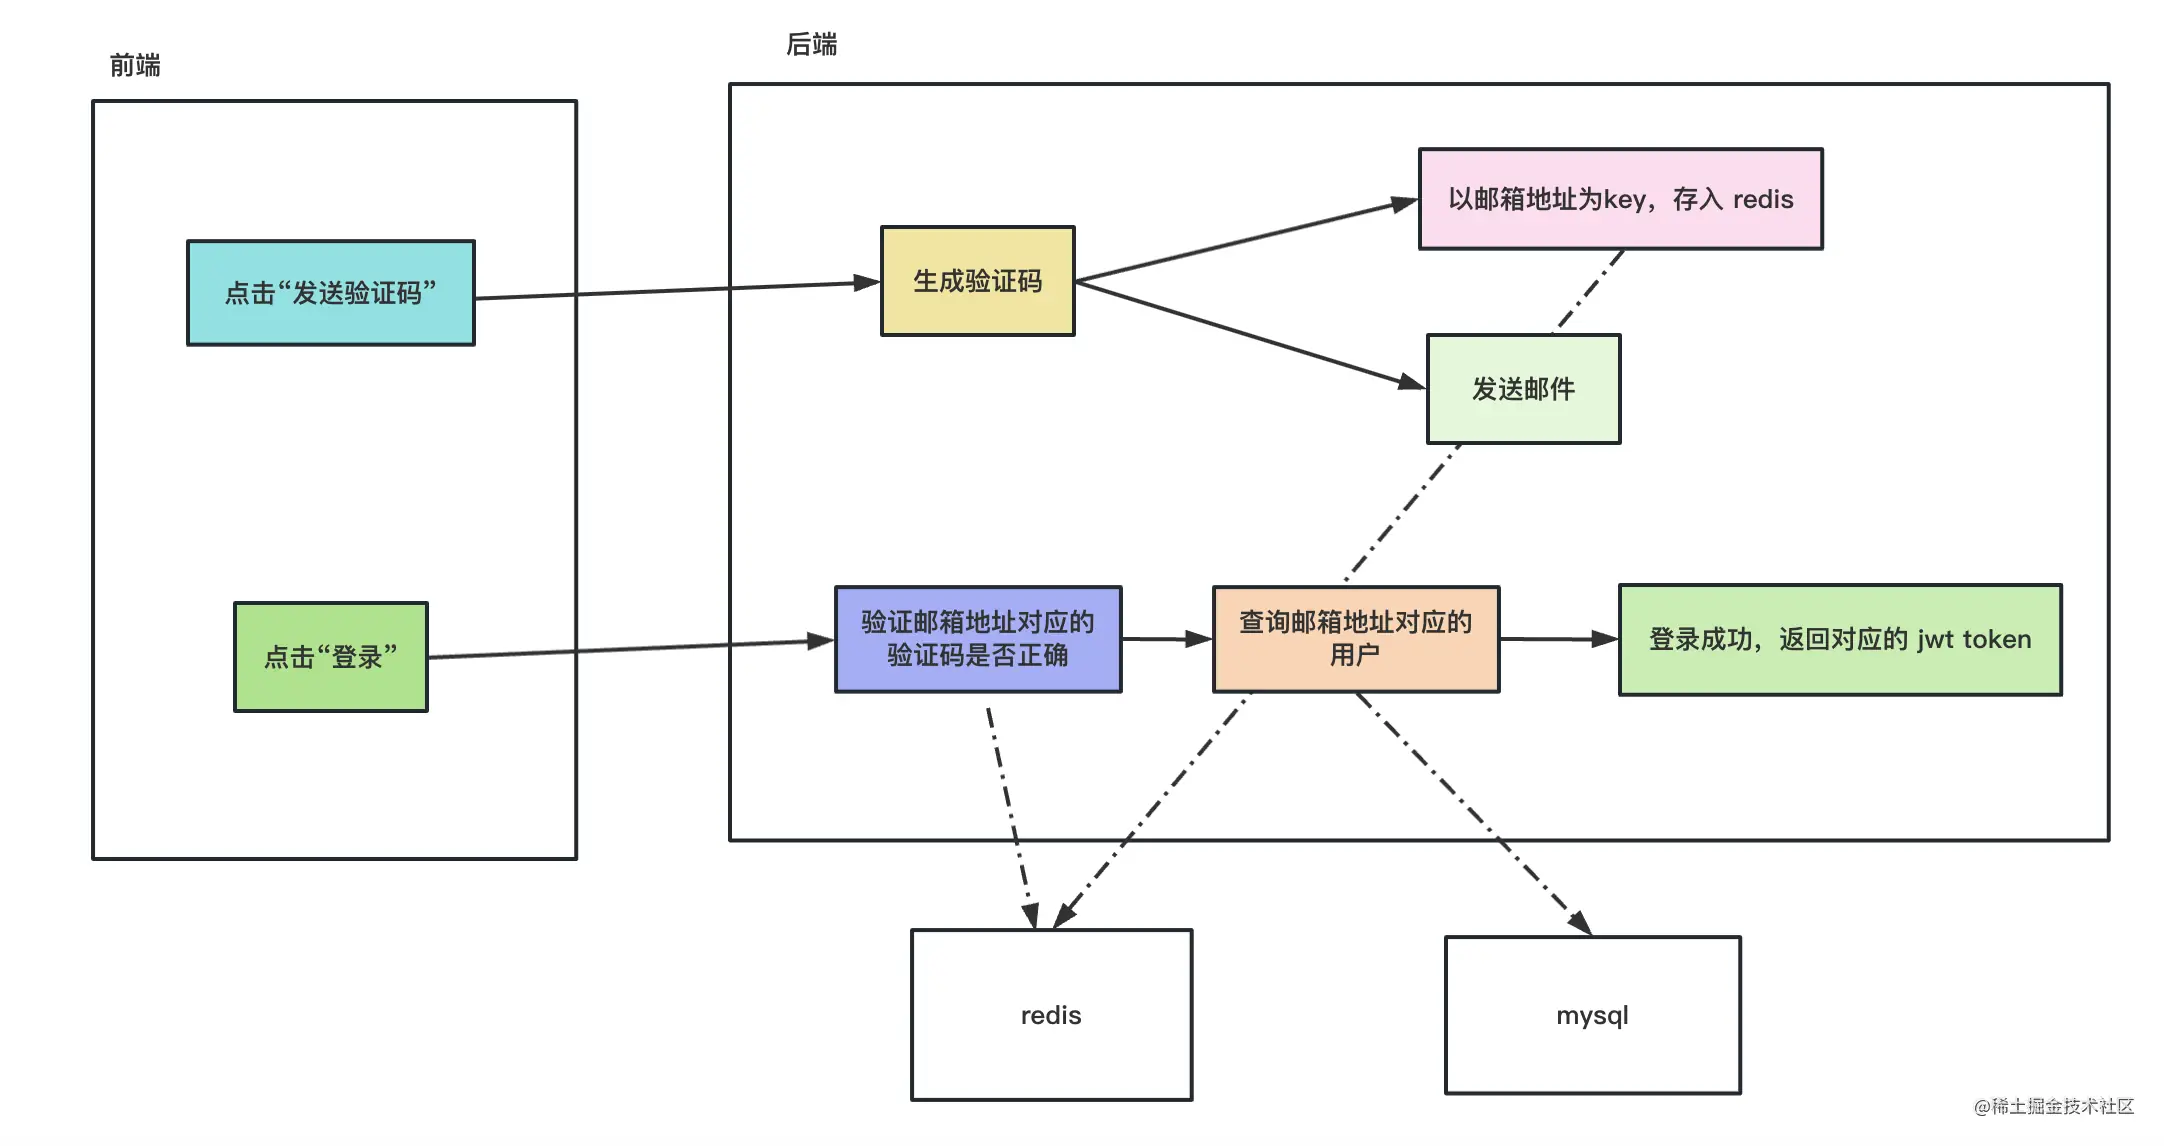 前端
后端
点击“发送验证码”
生成验证码
以邮箱地址为key，存入 redis
发送邮件
点击“登录”
验证邮箱地址对应的
验证码是否正确
查询邮箱地址对应的
用户
登录成功，返回对应的 jwt token
redis
mysql
@稀土掘金技术社区